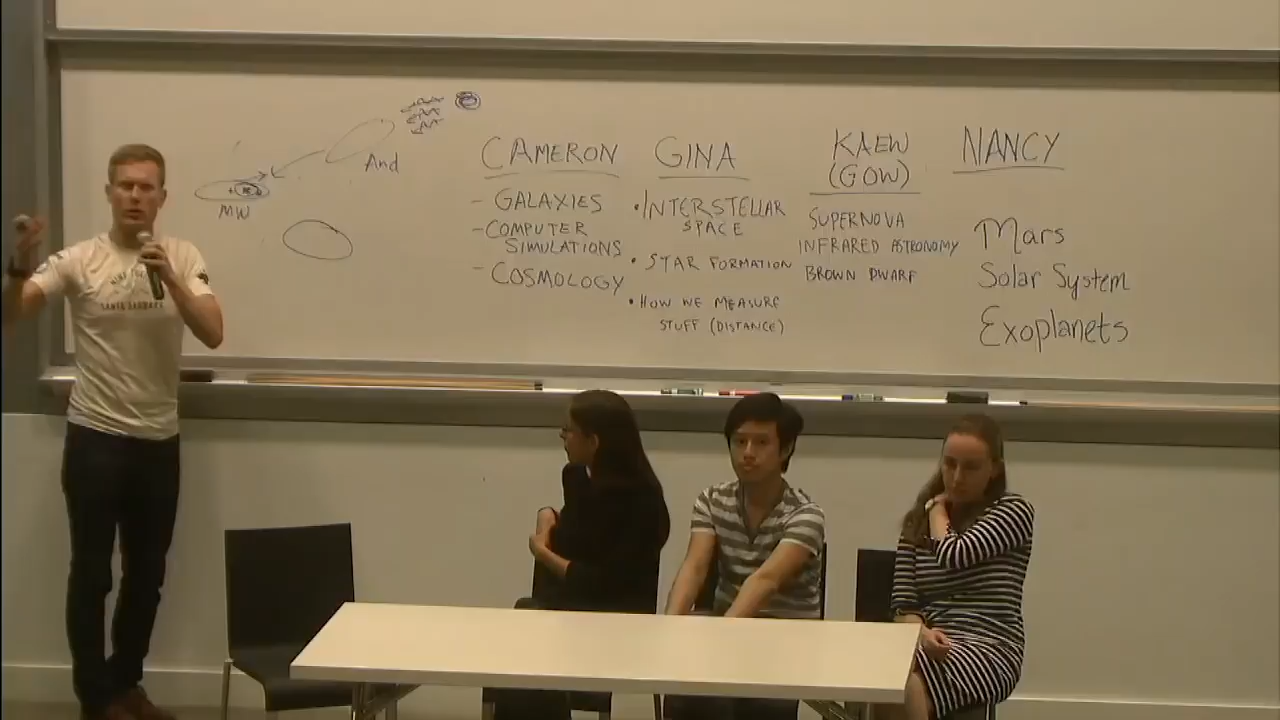 And
MW
CAMERON
- GALAXIES
- COMPUTER
SIMULATIONS
- COSMOLOGY
GINA
• INTERSTELLAR
SPACE
• STAR FORMATION
• HOW WE MEASURE
STUFF (DISTANCE)
KAEW
(GOW)
SUPERNOVA
INFRARED ASTRONOMY
BROWN DWARF
NANCY
Mars
Solar System
Exoplanets